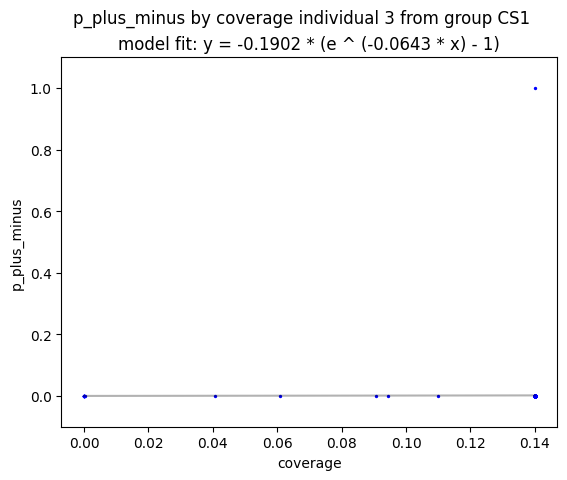 p_plus_minus by coverage individual 3 from group CS1
model fit: y = -0.1902 * (e ^ (-0.0643 * x) - 1)
1.0
0.8
0.6
0.4
0.2
0.0
p_plus_minus
0.00 0.02 0.04 0.06 0.08 0.10 0.12 0.14
coverage